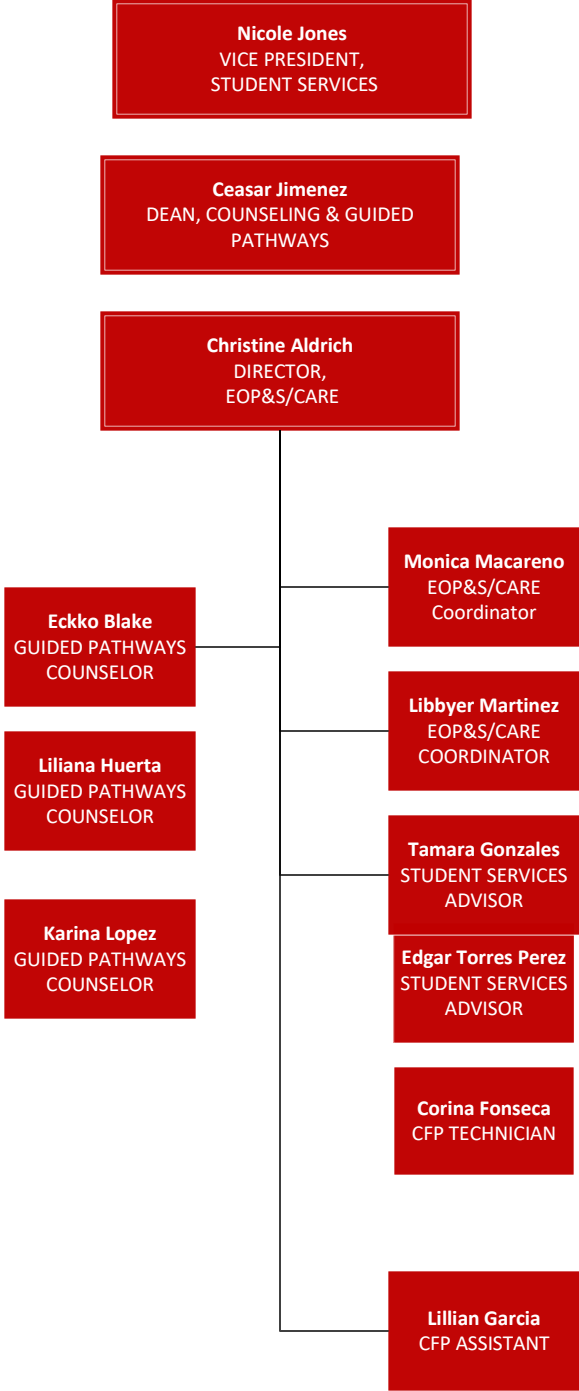 Nicole Jones
VICE PRESIDENT,
STUDENT SERVICES
Ceasar Jimenez
DEAN, COUNSELING & GUIDED
PATHWAYS
Christine Aldrich
DIRECTOR,
EOP&S/CARE
Eckko Blake
GUIDED PATHWAYS
COUNSELOR
Liliana Huerta
GUIDED PATHWAYS
COUNSELOR
Karina Lopez
GUIDED PATHWAYS
COUNSELOR
Monica Macareno
EOP&S/CARE
Coordinator
Libbyer Martinez
EOP&S/CARE
COORDINATOR
Tamara Gonzales
STUDENT SERVICES
ADVISOR
Edgar Torres Perez
STUDENT SERVICES
ADVISOR
Corina Fonseca
CFP TECHNICIAN
Lillian Garcia
CFP ASSISTANT